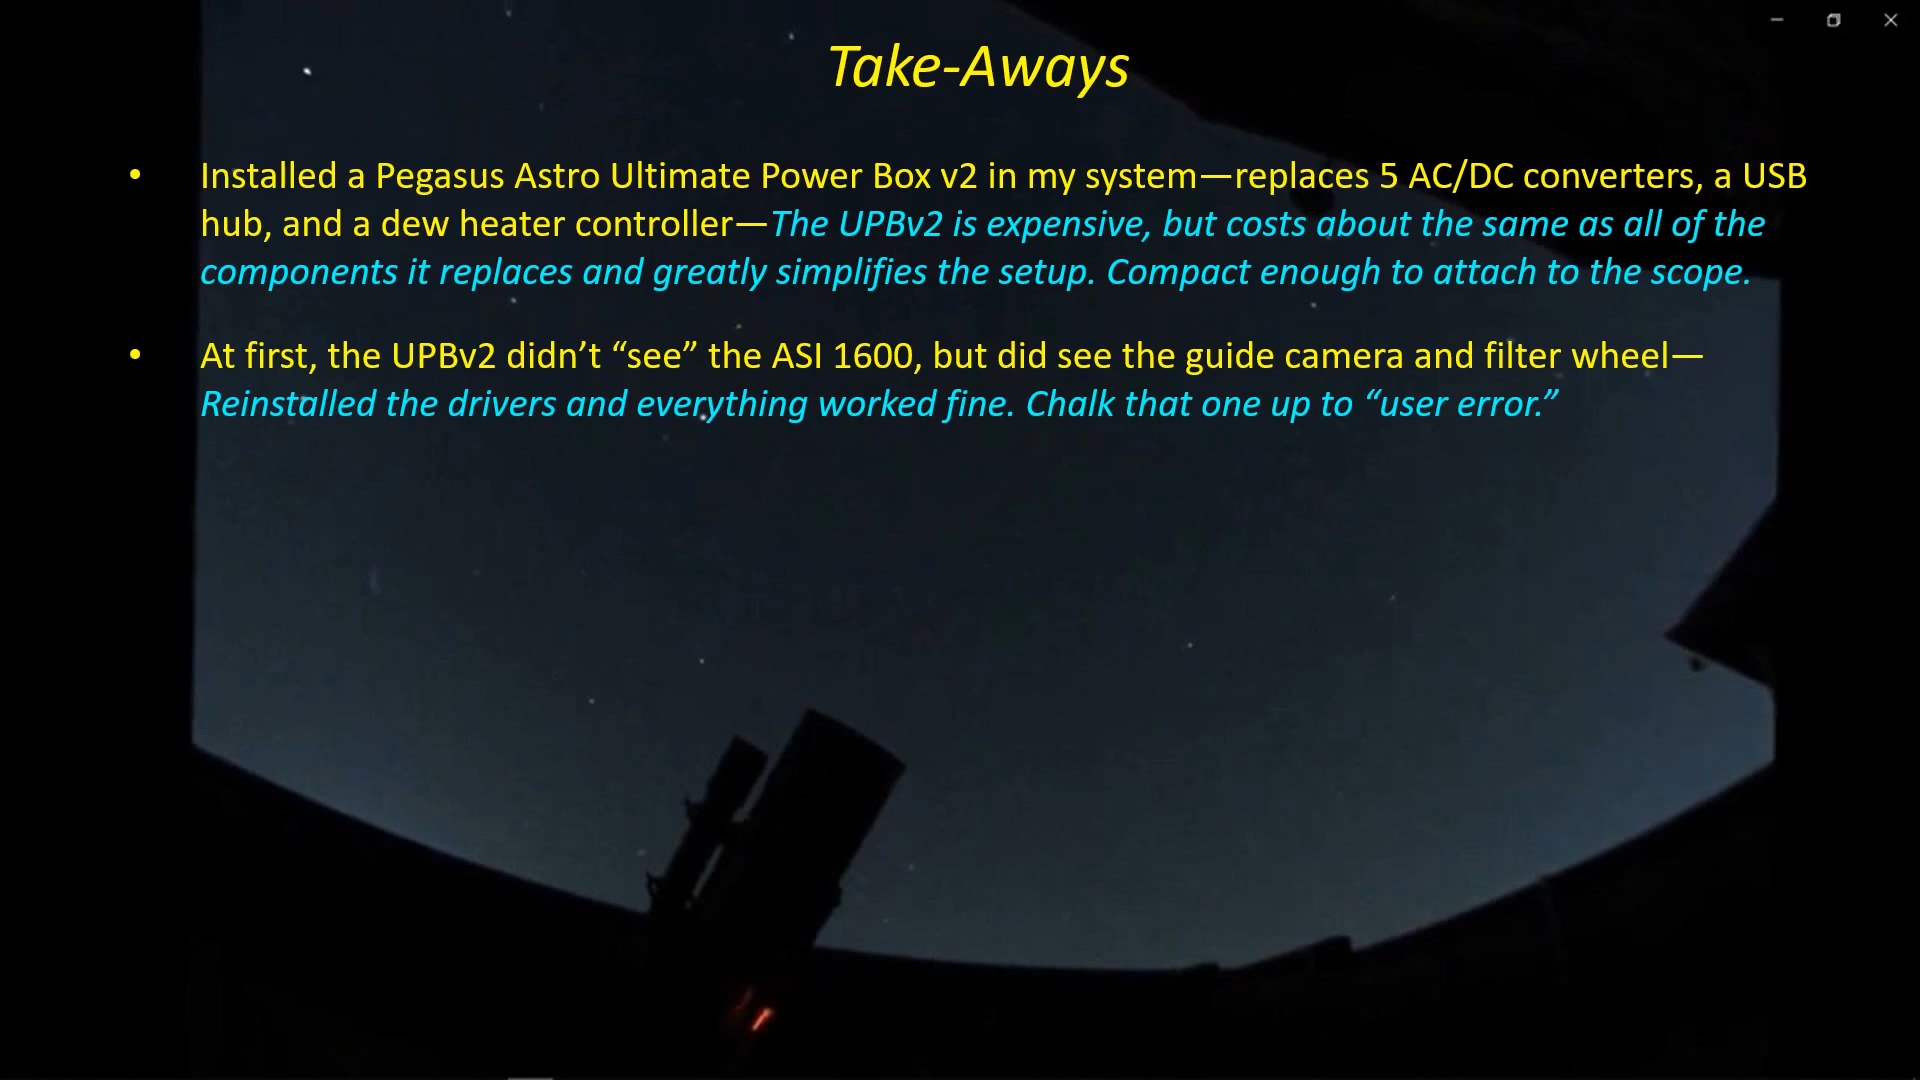 Take-Aways
• Installed a Pegasus Astro Ultimate Power Box v2 in my system—replaces 5 AC/DC converters, a USB
hub, and a dew heater controller—The UPBv2 is expensive, but costs about the same as all of the
components it replaces and greatly simplifies the setup. Compact enough to attach to the scope.
• At first, the UPBv2 didn’t “see” the ASI 1600, but did see the guide camera and filter wheel—
Reinstalled the drivers and everything worked fine. Chalk that one up to “user error.”